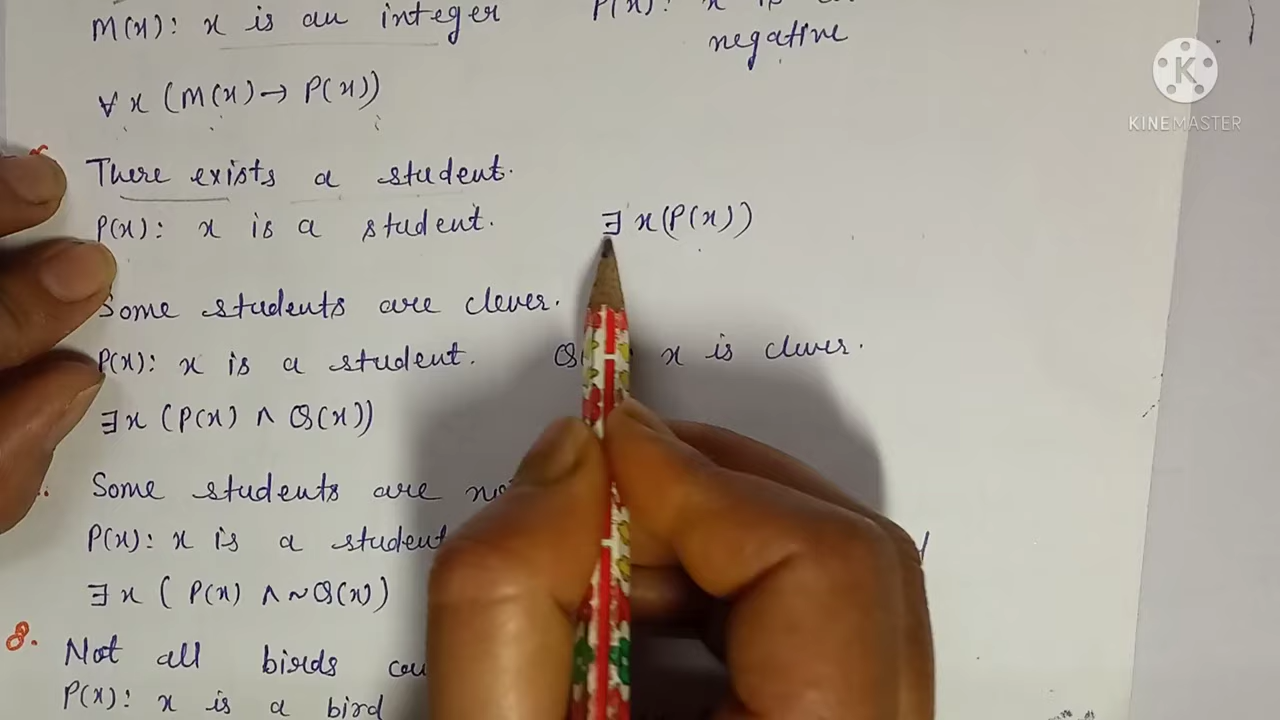 M(x): x is an integer P(x): x is
negative
∀ x (M(x) → P(x))
There exists a student.
P(x): x is a student. ∃ x(P(x))
Some students are clever.
P(x): x is a student. x is clever.
∃ x (P(x) ∧ Q(x))
Some students are
P(x): x is a student
∃ x ( P(x) ∧ ~ Q(x))
8. Not all birds
P(x): x is a bird
KINEMASTER